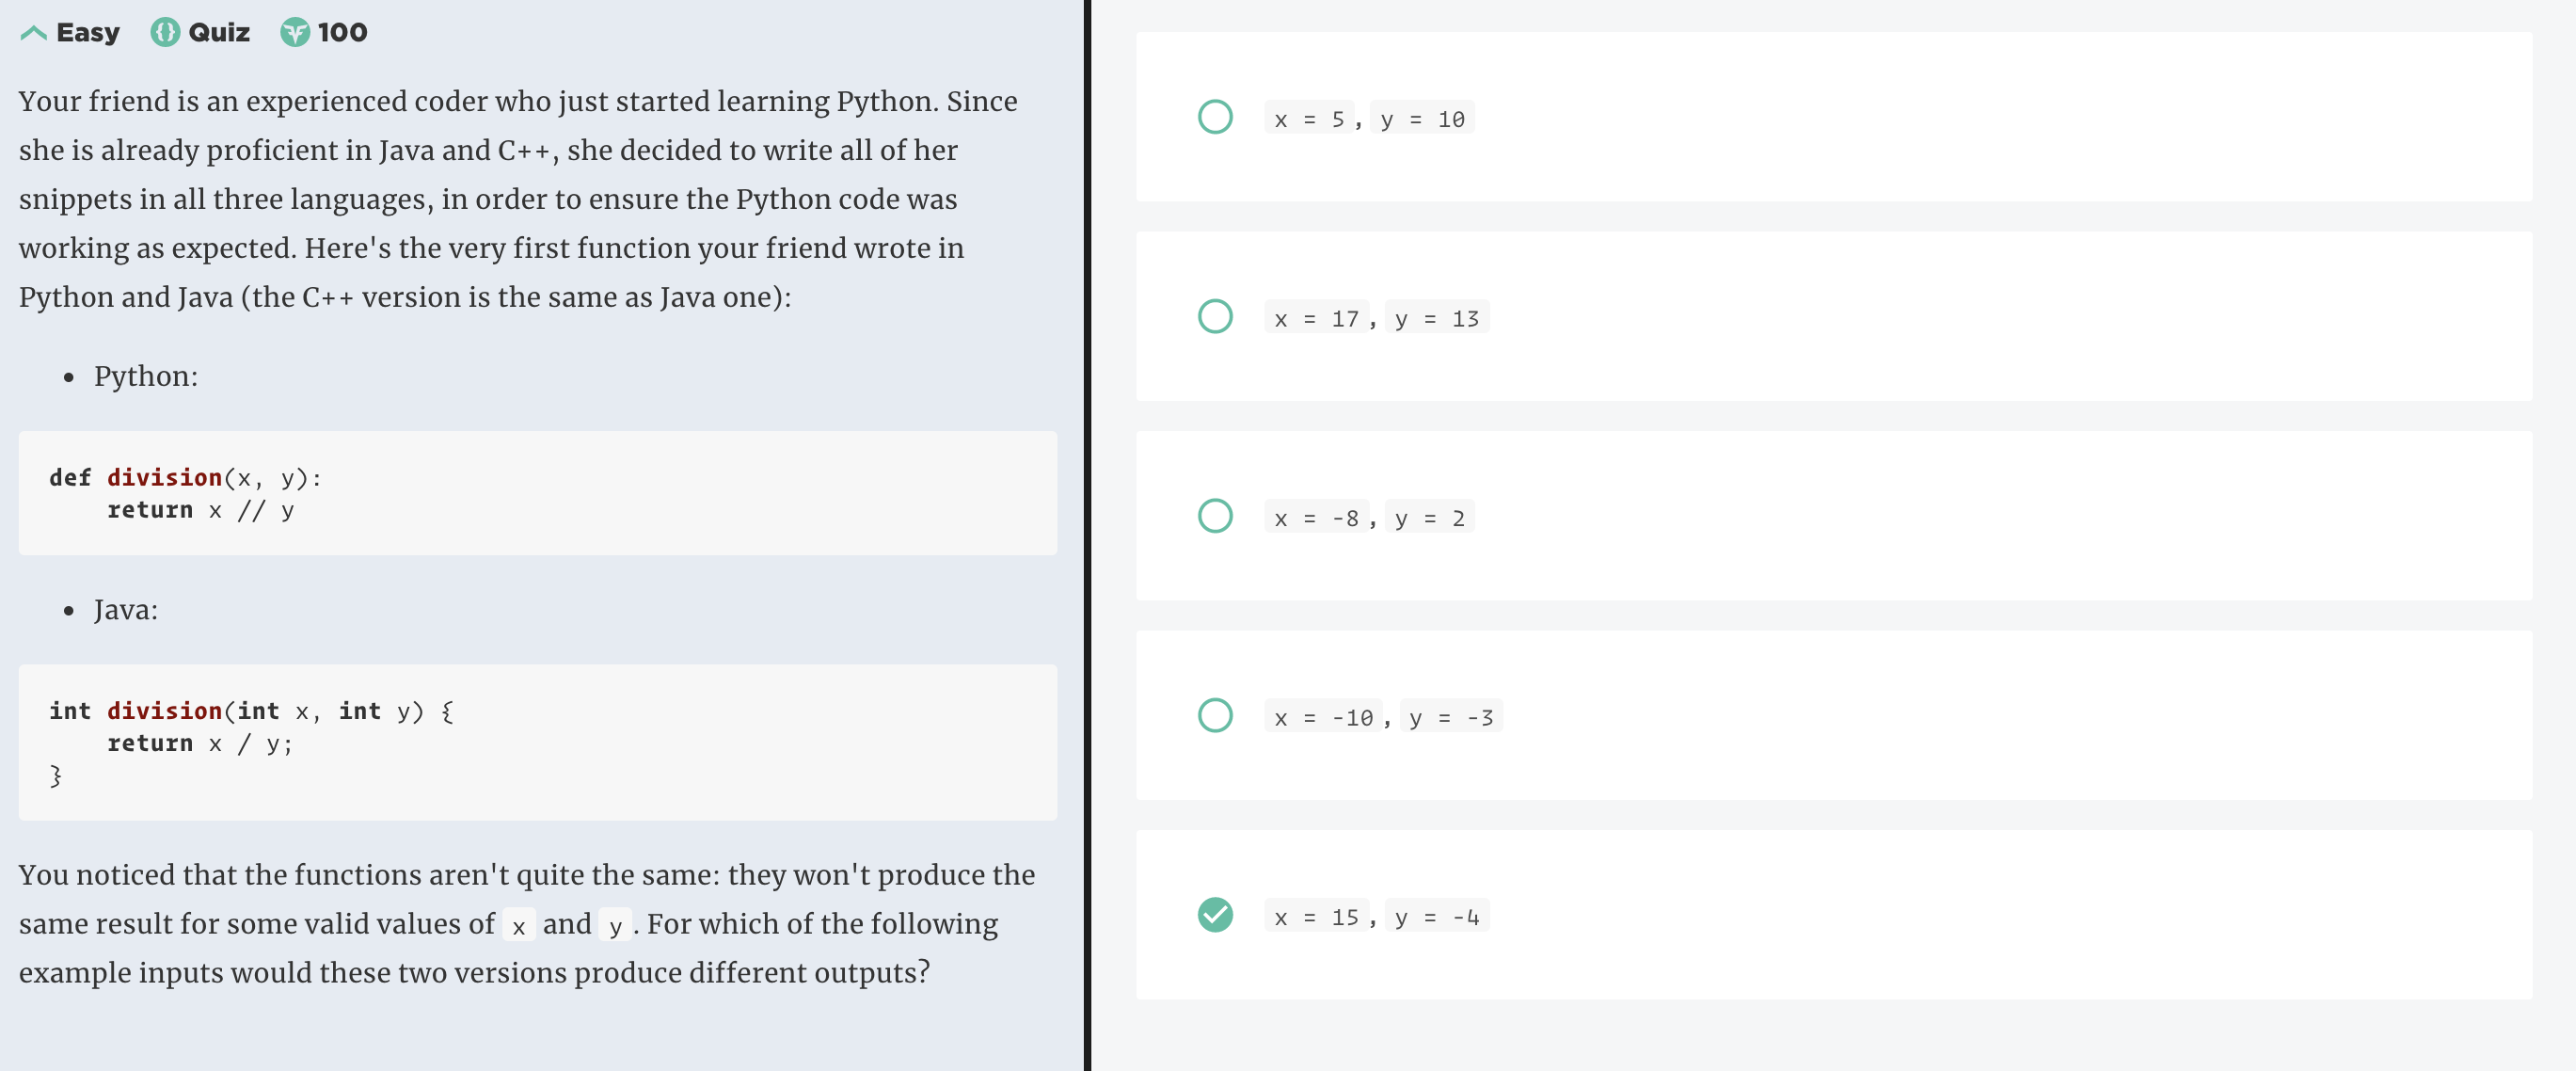 Easy Quiz 100
Your friend is an experienced coder who just started learning Python. Since
she is already proficient in Java and C++, she decided to write all of her
snippets in all three languages, in order to ensure the Python code was
working as expected. Here's the very first function your friend wrote in
Python and Java (the C++ version is the same as Java one):
• Python:
def division(x, y):
    return x // y
• Java:
int division(int x, int y) {
    return x / y;
}
You noticed that the functions aren't quite the same: they won't produce the
same result for some valid values of x and y. For which of the following
example inputs would these two versions produce different outputs?
x = 5, y = 10
x = 17, y = 13
x = -8, y = 2
x = -10, y = -3
x = 15, y = -4